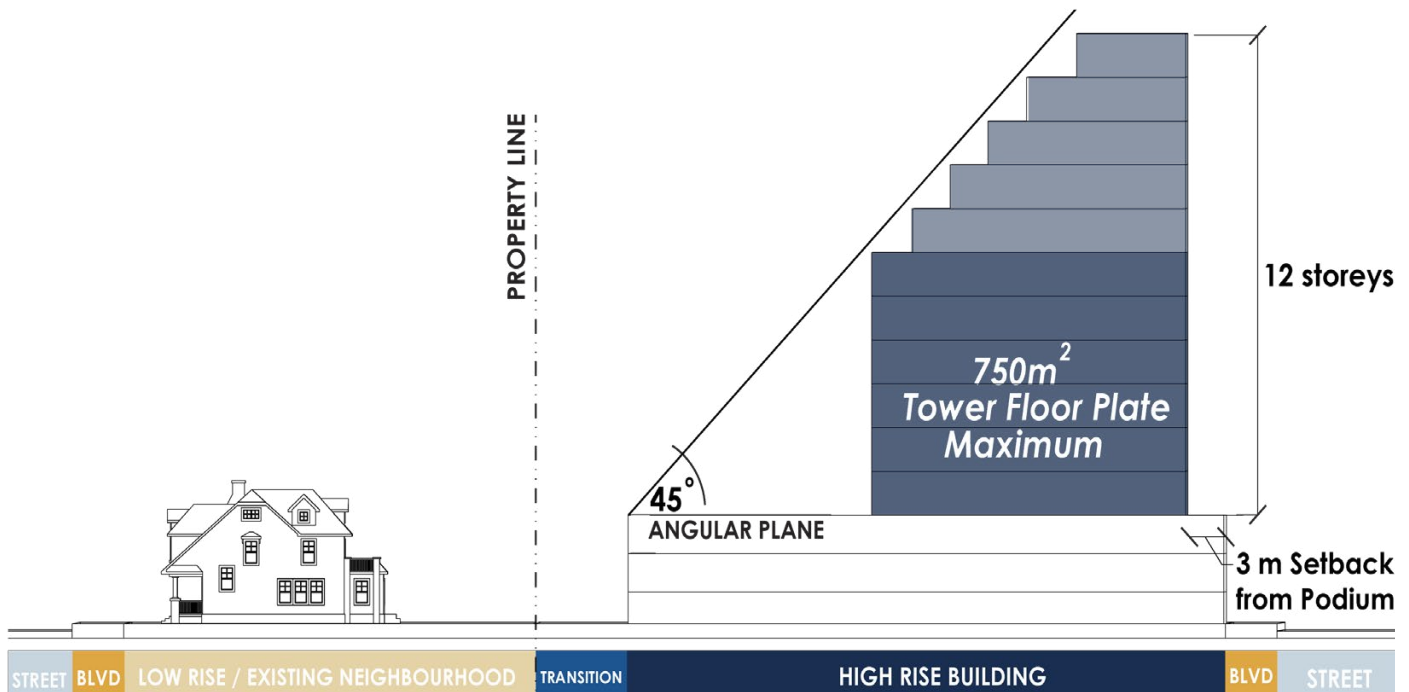 PROPERTY LINE
12 storeys
750m²
Tower Floor Plate
Maximum
45°
ANGULAR PLANE
3 m Setback
from Podium
STREET
BLVD
LOW RISE / EXISTING NEIGHBOURHOOD
TRANSITION
HIGH RISE BUILDING
BLVD
STREET